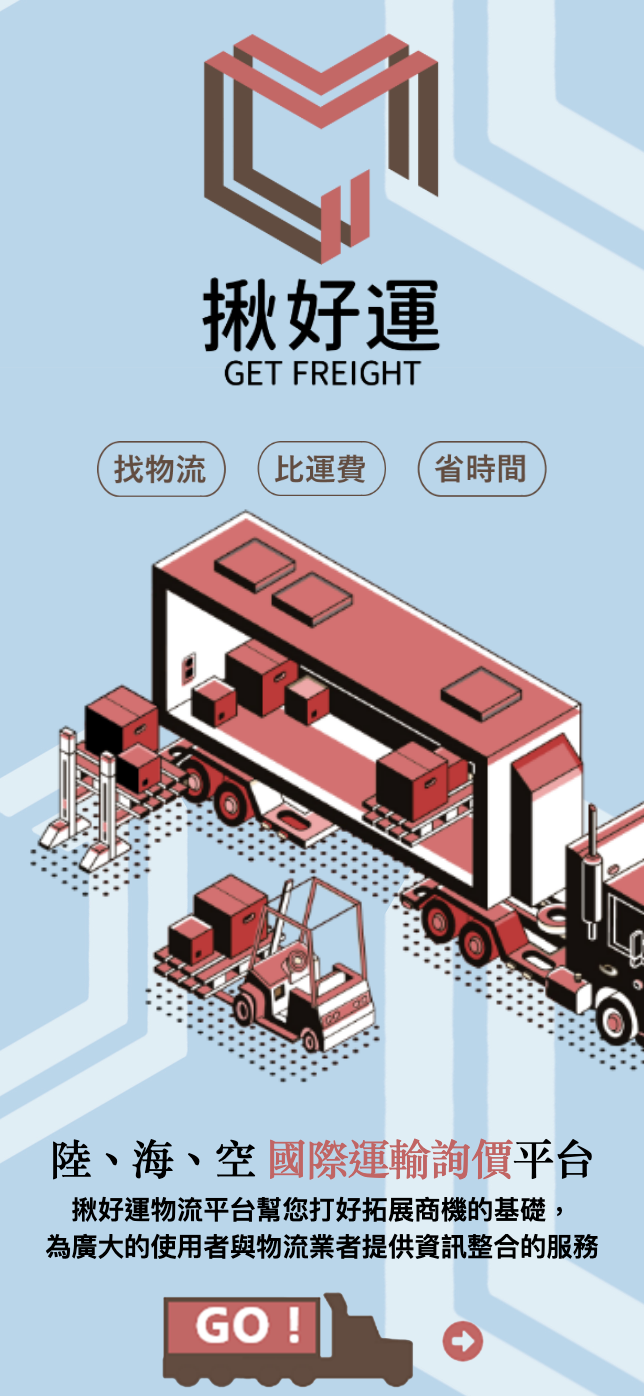 揪好運
GET FREIGHT
找物流 比運費 省時間
陸、海、空 國際運輸詢價平台
揪好運物流平台幫您打好拓展商機的基礎，
為廣大的使用者與物流業者提供資訊整合的服務
GO !